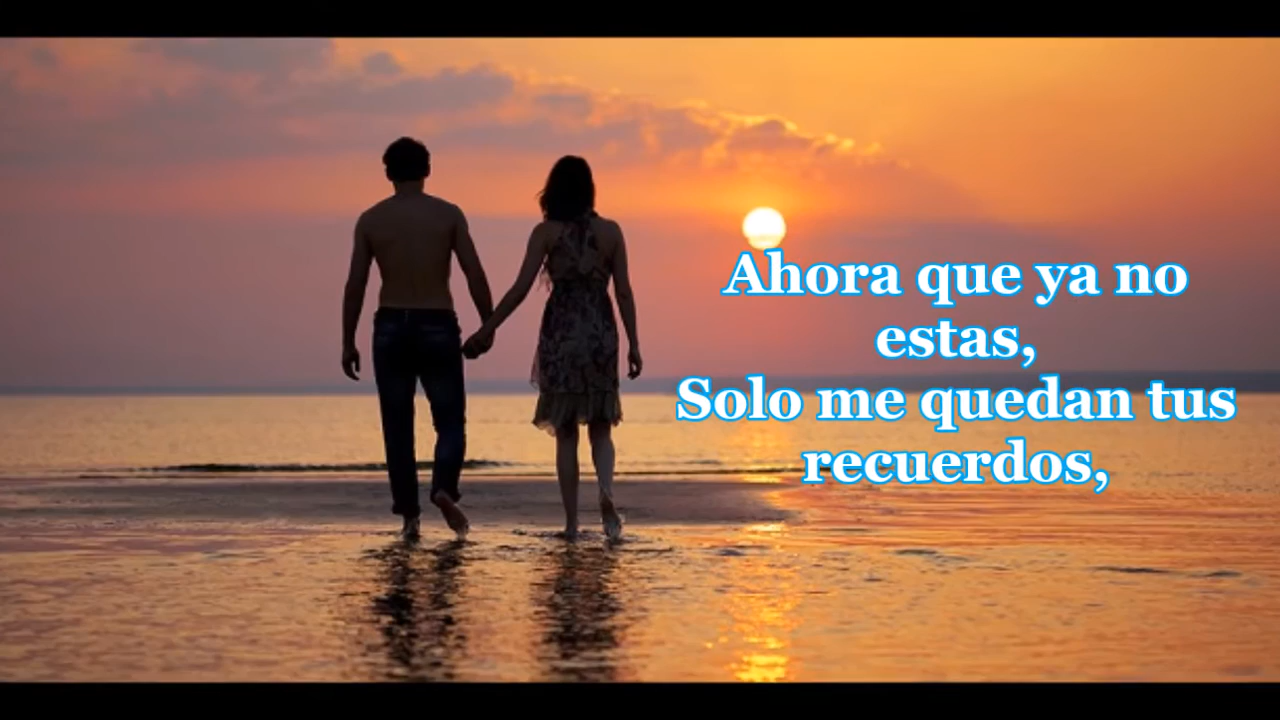 Ahora que ya no
estas,
Solo me quedan tus
recuerdos,